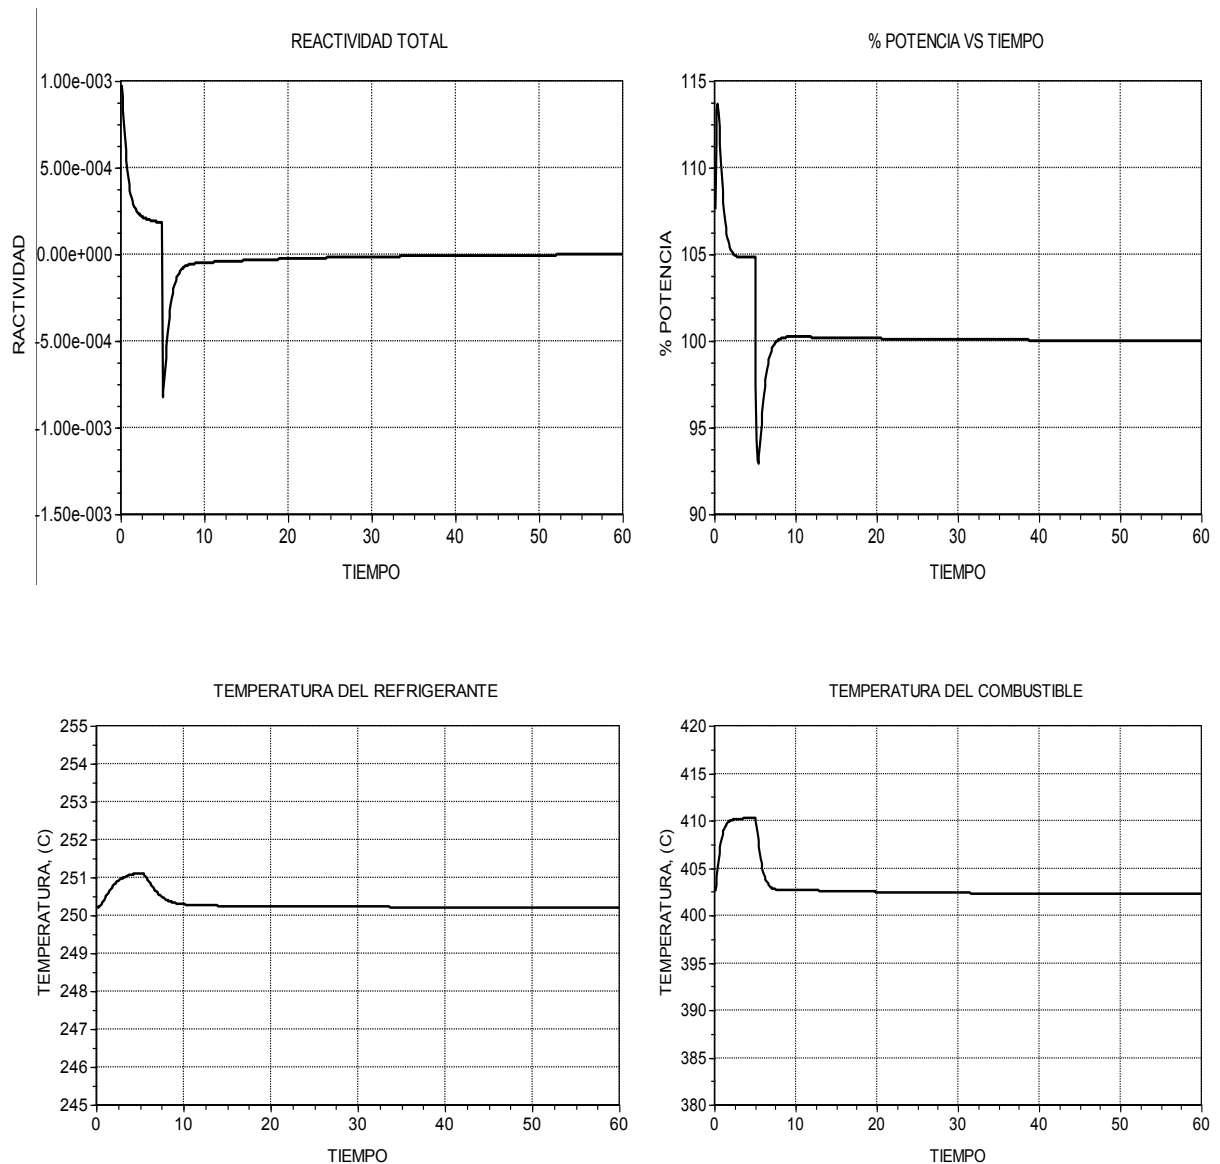 REACTIVIDAD TOTAL
1.00e-003
5.00e-004
0.00e+000
-5.00e-004
-1.00e-003
-1.50e-003
RACTIVIDAD
0 10 20 30 40 50 60
TIEMPO
% POTENCIA VS TIEMPO
115
110
105
100
95
90
% POTENCIA
0 10 20 30 40 50 60
TIEMPO
TEMPERATURA DEL REFRIGERANTE
255
254
253
252
251
250
249
248
247
246
245
TEMPERATURA, (C)
0 10 20 30 40 50 60
TIEMPO
TEMPERATURA DEL COMBUSTIBLE
420
415
410
405
400
395
390
385
380
TEMPERATURA, (C)
0 10 20 30 40 50 60
TIEMPO